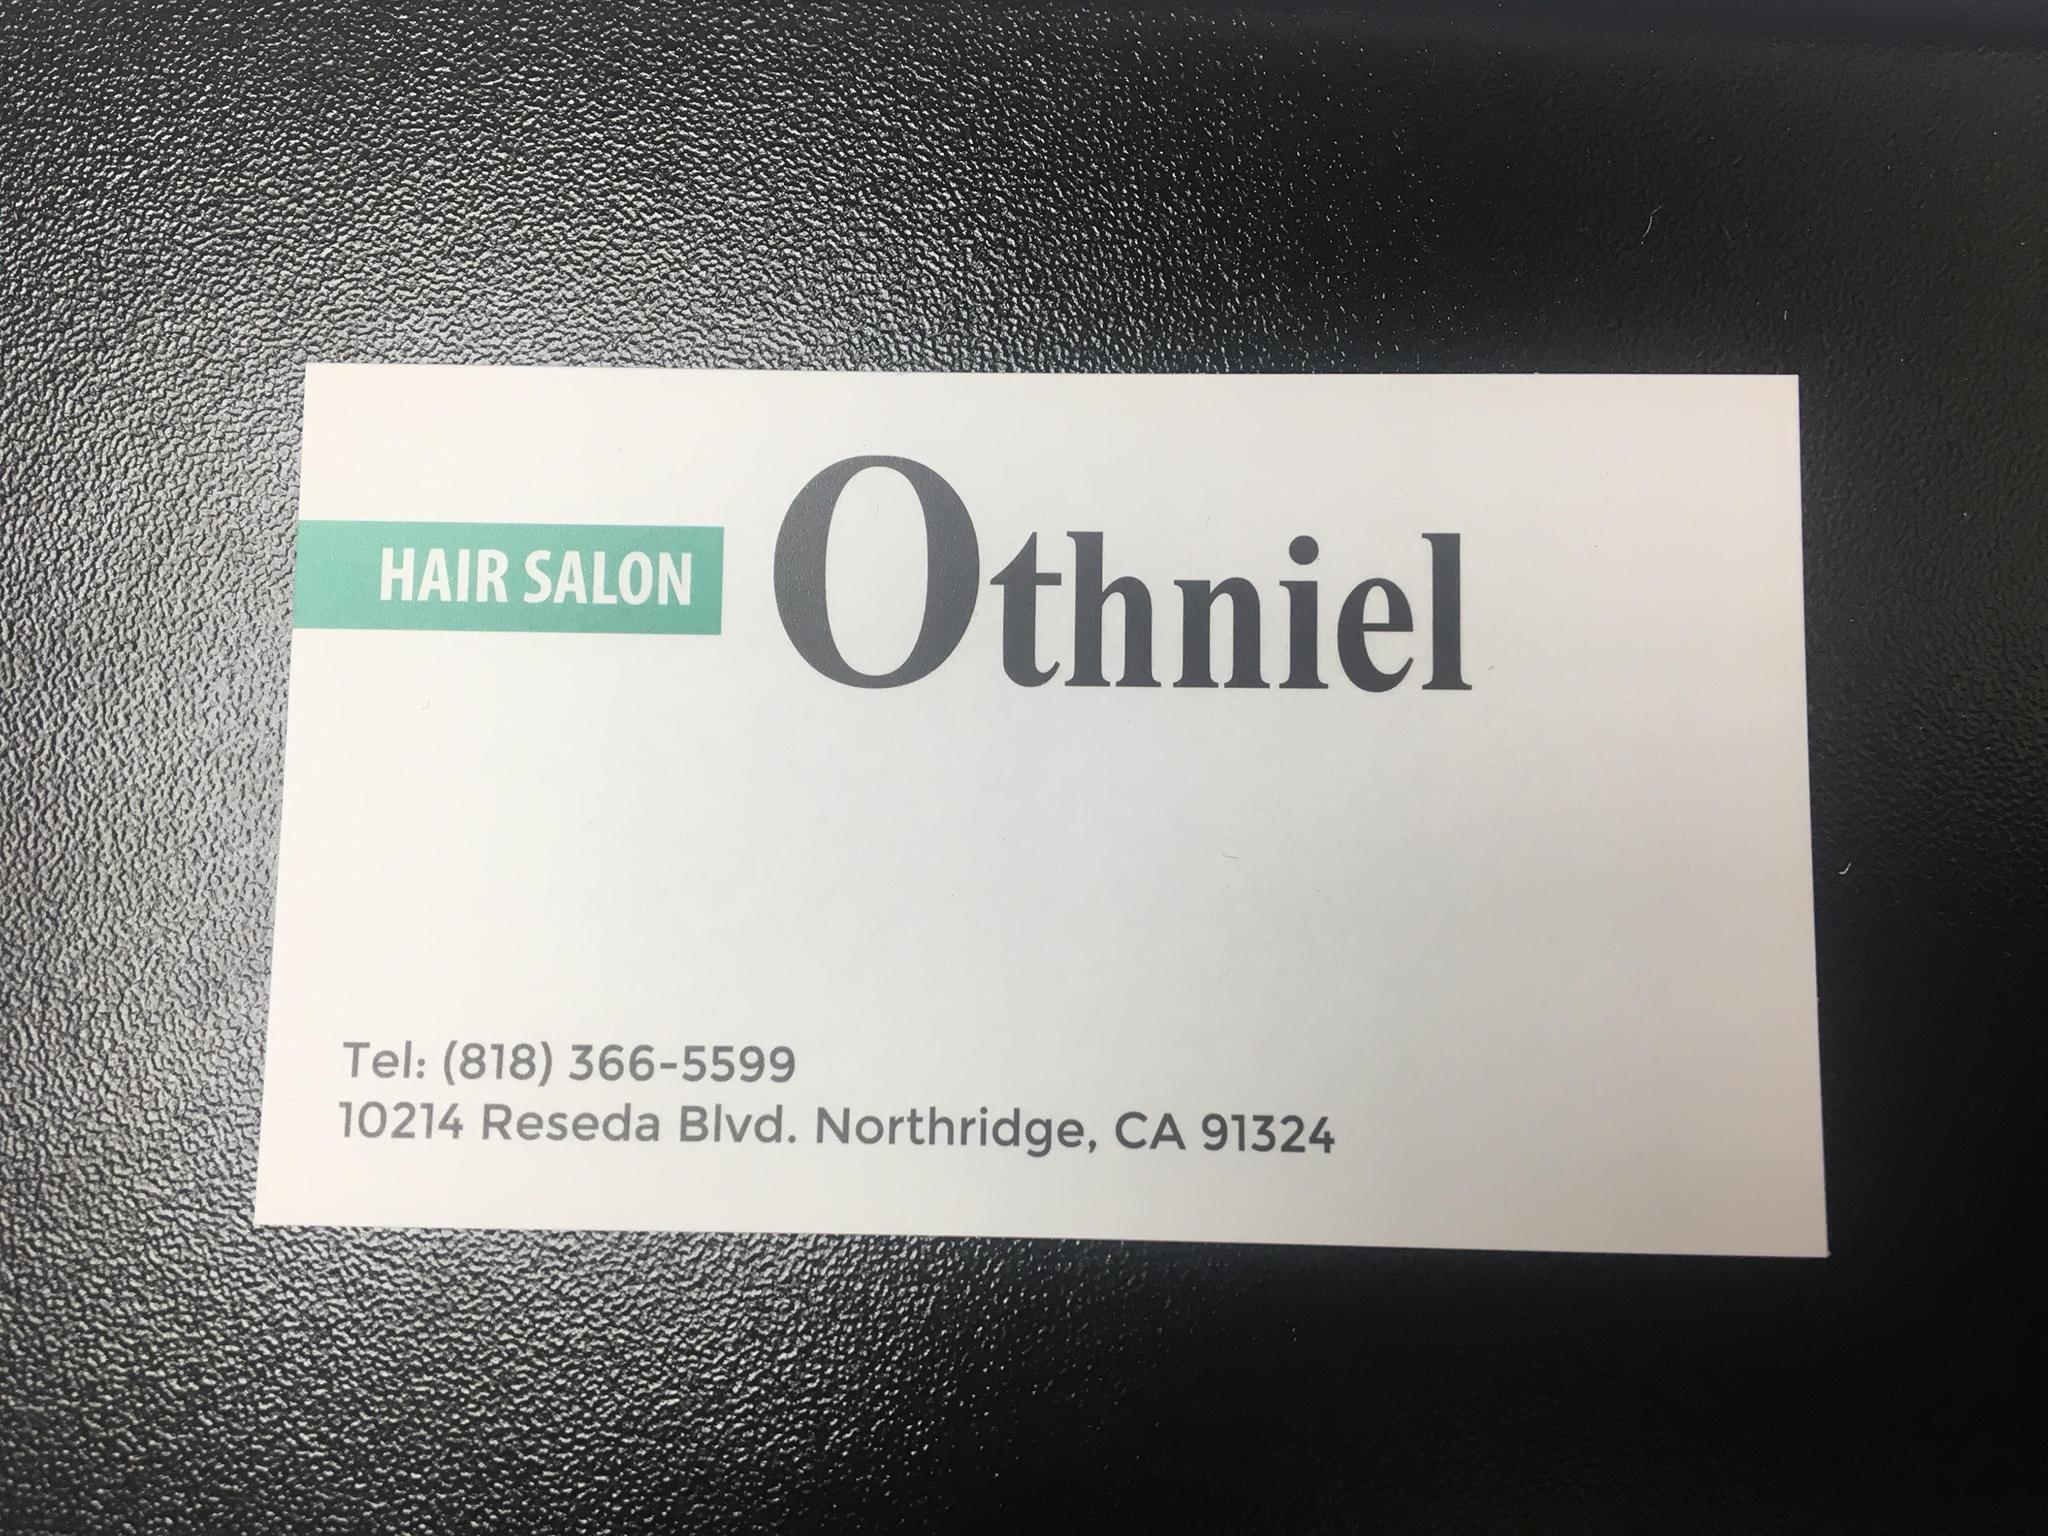 HAIR SALON Othniel
Tel: (818) 366-5599
10214 Reseda Blvd. Northridge, CA 91324